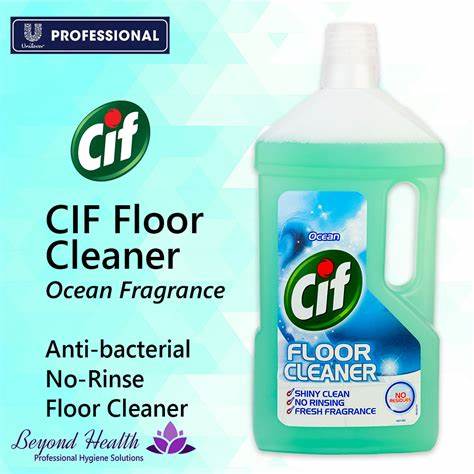 Unilever
PROFESSIONAL
Cif
CIF Floor
Cleaner
Ocean Fragrance
Anti-bacterial
No-Rinse
Floor Cleaner
Beyond Health
Professional Hygiene Solutions
Ocean
Cif
FLOOR
CLEANER
SHINY CLEAN
NO RINSING
FRESH FRAGRANCE
NO
RESIDUES